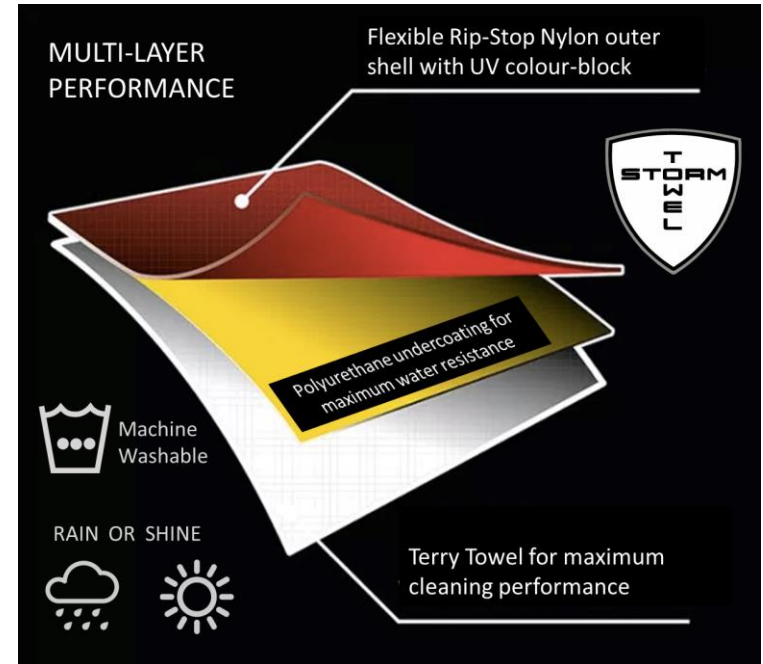 MULTI-LAYER
PERFORMANCE
Flexible Rip-Stop Nylon outer
shell with UV colour-block
STORM
TOWEL
Polyurethane undercoating for
maximum water resistance
Machine
Washable
RAIN OR SHINE
Terry Towel for maximum
cleaning performance